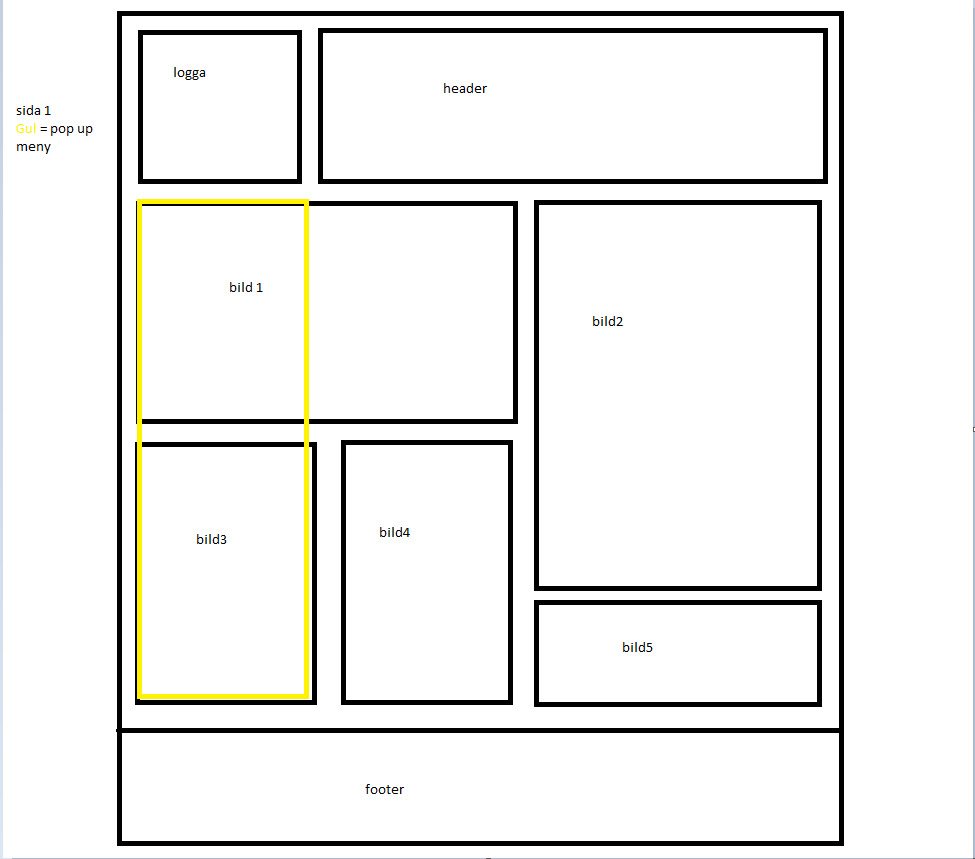 logga
header
sida 1
Gul = pop up
meny
bild 1
bild2
bild3
bild4
bild5
footer